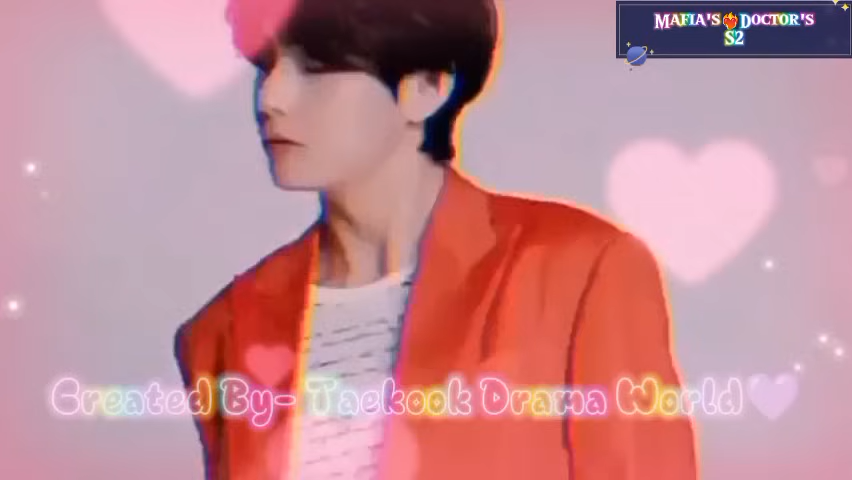 MAFIA'S❤️‍🔥DOCTOR'S
S2
Created By- Taekook Drama World💜